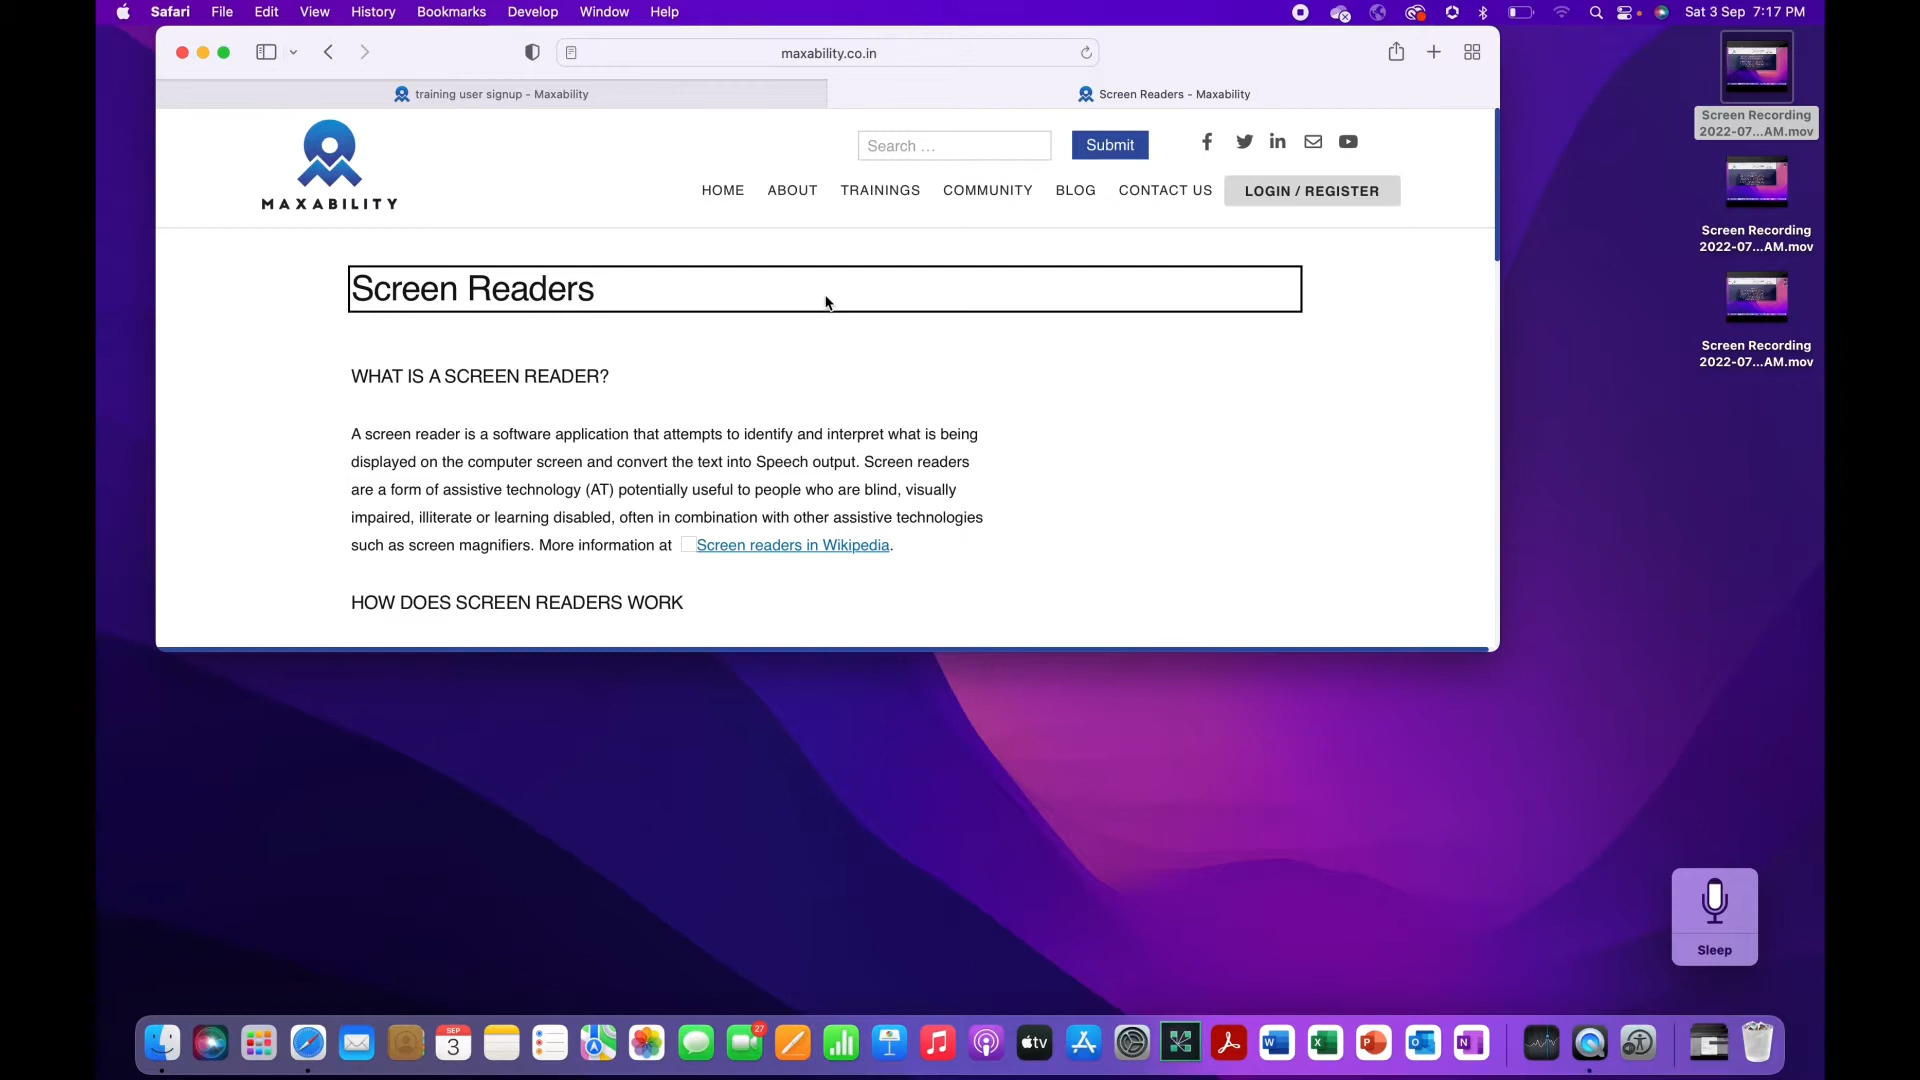 Safari File Edit View History Bookmarks Develop Window Help Sat 3 Sep 7:17 PM
maxability.co.in
training user signup - Maxability
Screen Readers - Maxability
MAXABILITY
Search …
Submit
HOME ABOUT TRAININGS COMMUNITY BLOG CONTACT US LOGIN / REGISTER
Screen Readers
WHAT IS A SCREEN READER?
A screen reader is a software application that attempts to identify and interpret what is being
displayed on the computer screen and convert the text into Speech output. Screen readers
are a form of assistive technology (AT) potentially useful to people who are blind, visually
impaired, illiterate or learning disabled, often in combination with other assistive technologies
such as screen magnifiers. More information at Screen readers in Wikipedia.
HOW DOES SCREEN READERS WORK
Screen Recording
2022-07...AM.mov
Screen Recording
2022-07...AM.mov
Screen Recording
2022-07...AM.mov
Sleep
SEP
3
27
tv
W
X
P
O
N